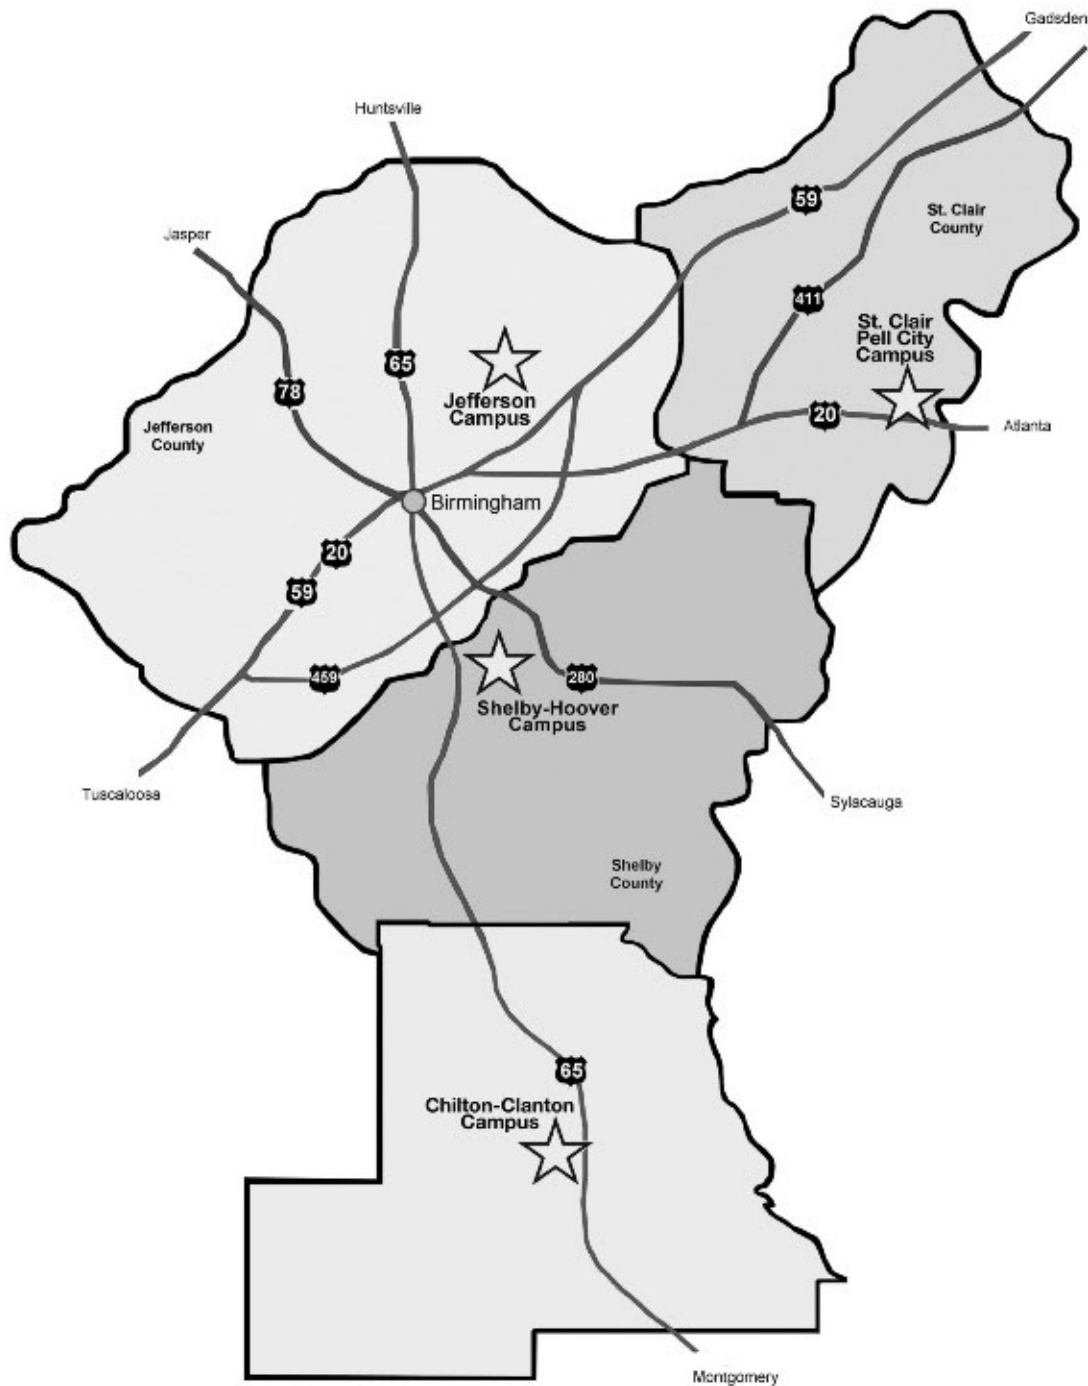 Gadsden
Huntsville
59
St. Clair
County
Jasper
411
St. Clair
Pell City
Campus
65
78
Jefferson
Campus
20
Atlanta
Jefferson
County
Birmingham
20
59
459
280
Shelby-Hoover
Campus
Tuscaloosa
Sylacauga
Shelby
County
65
Chilton-Clanton
Campus
Montgomery